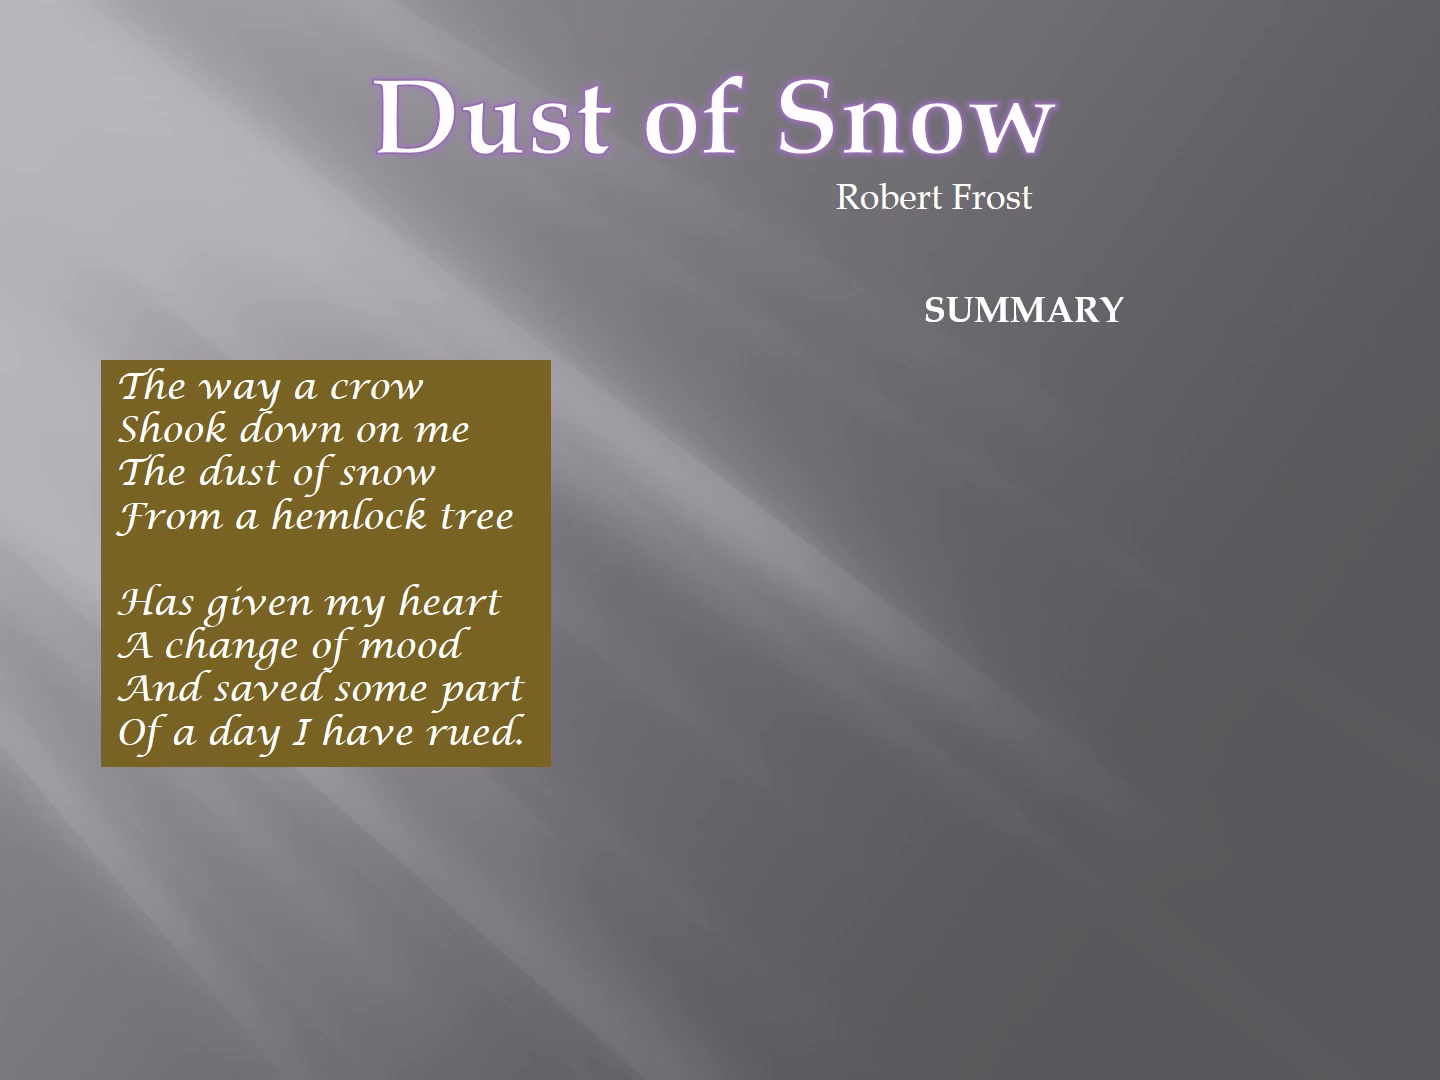 Dust of Snow
Robert Frost
SUMMARY
The way a crow
Shook down on me
The dust of snow
From a hemlock tree
Has given my heart
A change of mood
And saved some part
Of a day I have rued.